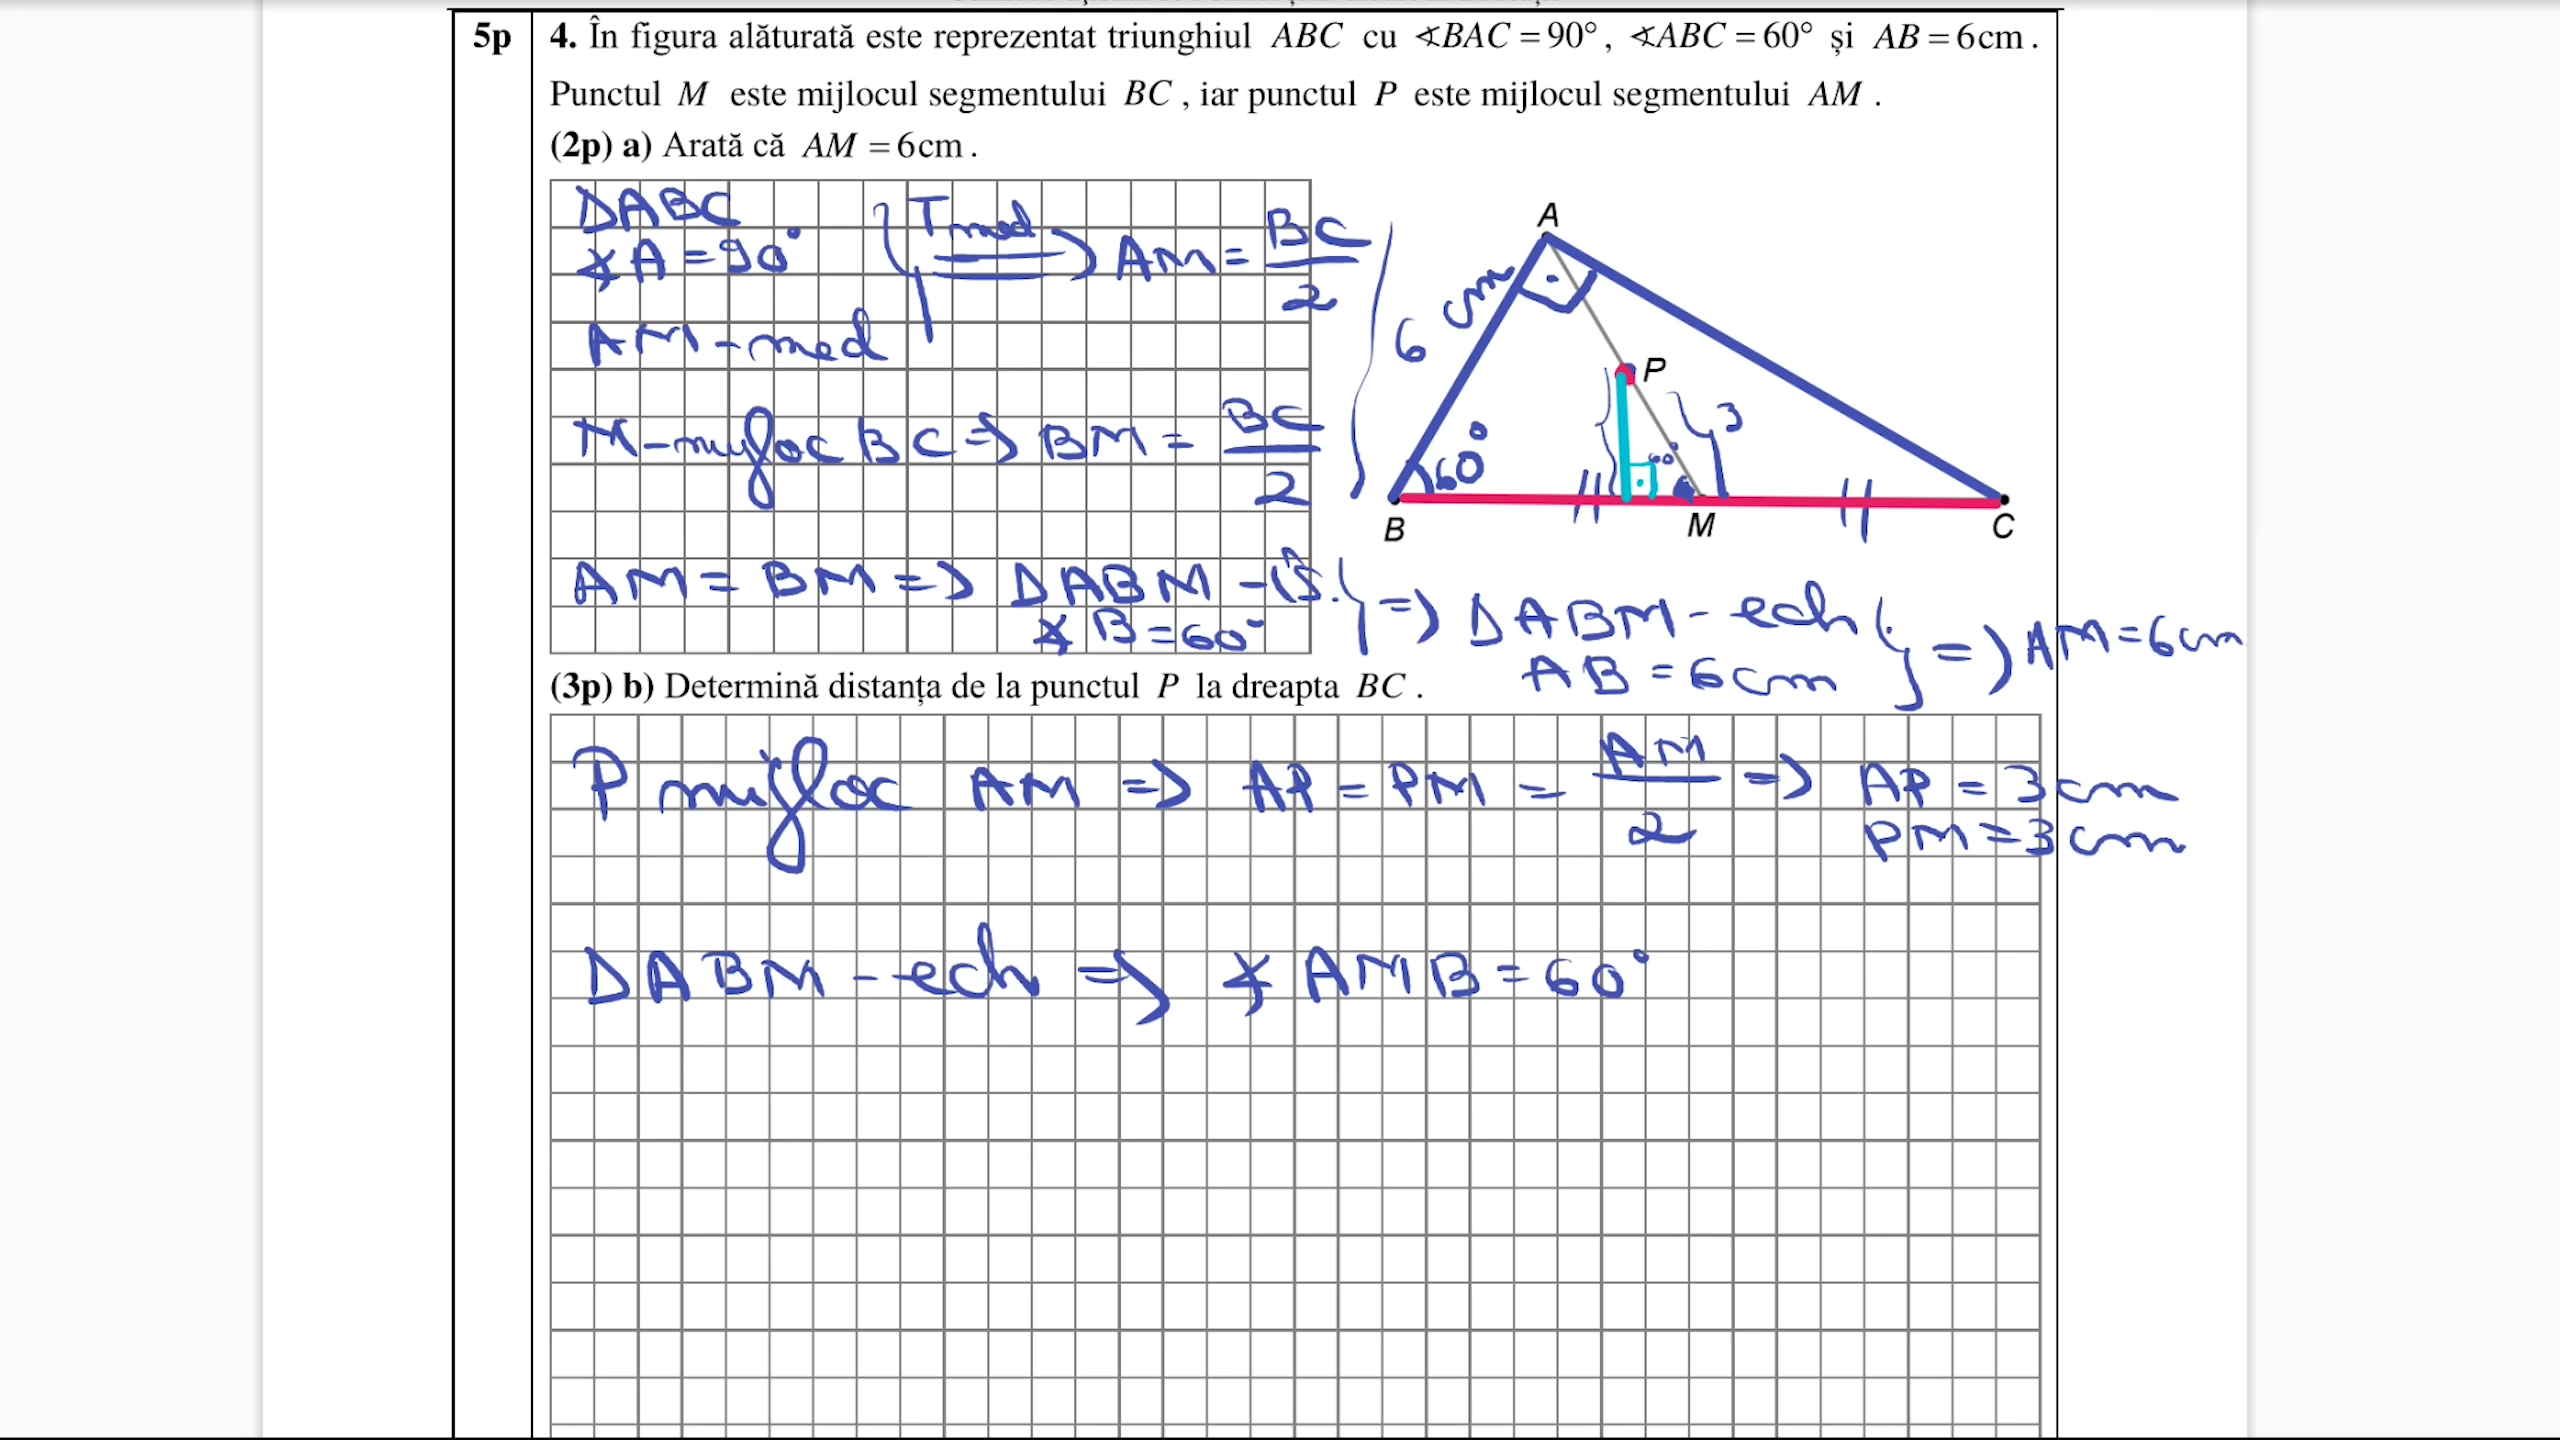 5p
4. În figura alăturată este reprezentat triunghiul ABC cu ∢BAC = 90°, ∢ABC = 60° și AB = 6cm.
Punctul M este mijlocul segmentului BC, iar punctul P este mijlocul segmentului AM.
(2p) a) Arată că AM = 6cm.
ΔABC
∢A = 90°
AM - med
} T med => AM = BC/2
M - mijloc BC => BM = BC/2
AM = BM => ΔABM - is.
∢B = 60°
} => ΔABM - ech.
AB = 6cm
} => AM = 6cm
A
6 cm
P
3
60°
60°
B
M
C
(3p) b) Determină distanța de la punctul P la dreapta BC.
P mijloc AM => AP = PM = AM/2 => AP = 3cm
PM = 3cm
ΔABM - ech => ∢AMB = 60°